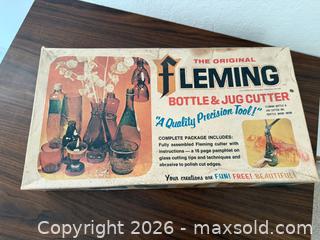 THE ORIGINAL
FLEMING
BOTTLE & JUG CUTTER
"A Quality Precision Tool!"
COMPLETE PACKAGE INCLUDES:
Fully assembled Fleming cutter with
instructions — a 16 page pamphlet on
glass cutting tips and techniques and
abrasive to polish cut edges.
Your creations are FUN! FREE! BEAUTIFUL!
Copyright © 2026 - maxsold.com